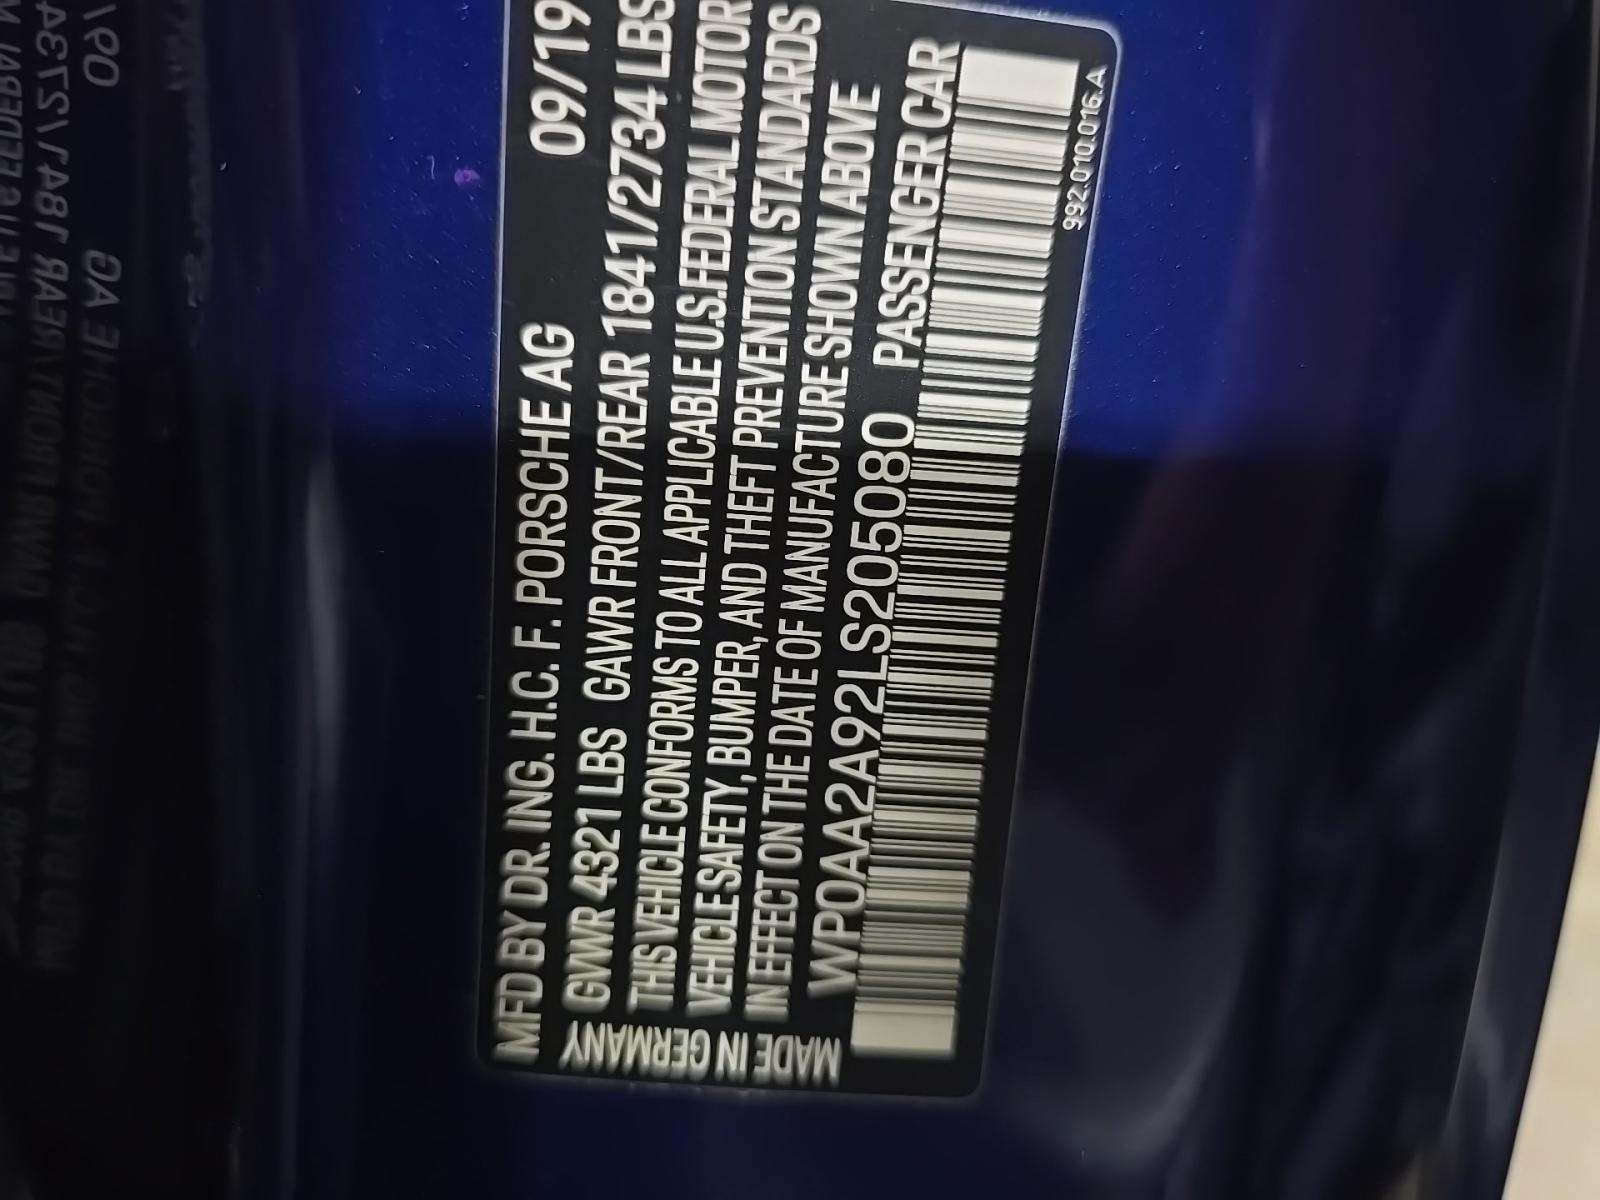 MFD BY DR. ING. H.C. F. PORSCHE AG 09/19
GVWR 4321 LBS GAWR FRONT/REAR 1841/2734 LBS
THIS VEHICLE CONFORMS TO ALL APPLICABLE U.S. FEDERAL MOTOR
VEHICLE SAFETY, BUMPER, AND THEFT PREVENTION STANDARDS
IN EFFECT ON THE DATE OF MANUFACTURE SHOWN ABOVE
WP0AA2A92LS205080 PASSENGER CAR
MADE IN GERMANY
992.010.016.A